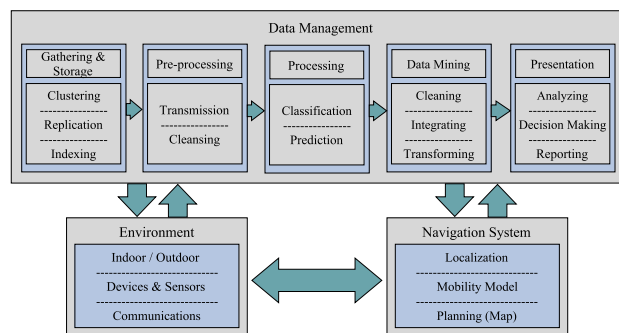 Data Management
Gathering &
Storage
Clustering
Replication
Indexing
Pre-processing
Transmission
Cleansing
Processing
Classification
Prediction
Data Mining
Cleaning
Integrating
Transforming
Presentation
Analyzing
Decision Making
Reporting
Environment
Indoor / Outdoor
Devices & Sensors
Communications
Navigation System
Localization
Mobility Model
Planning (Map)